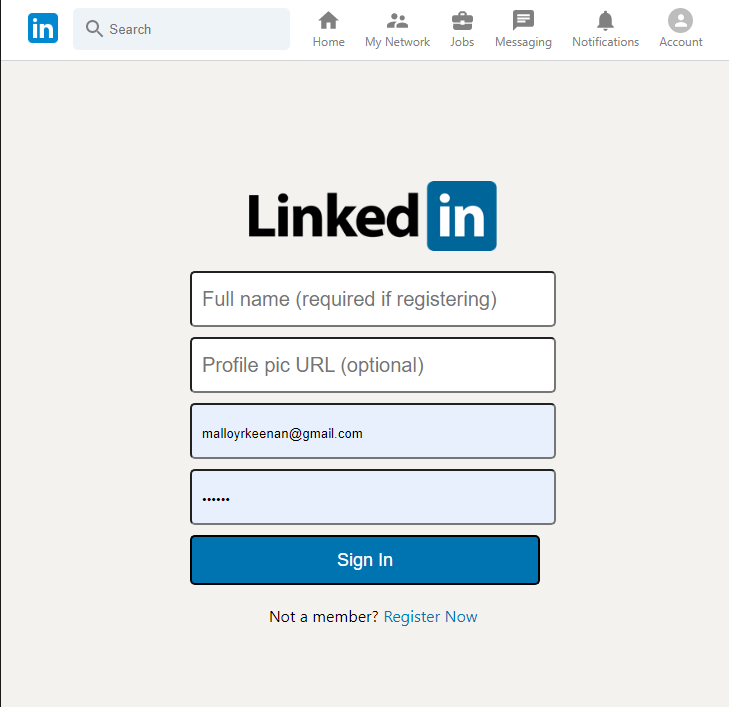 in
Search
Home
My Network
Jobs
Messaging
Notifications
Account
Linked in
Full name (required if registering)
Profile pic URL (optional)
malloyrkeenan@gmail.com
••••••
Sign In
Not a member? Register Now